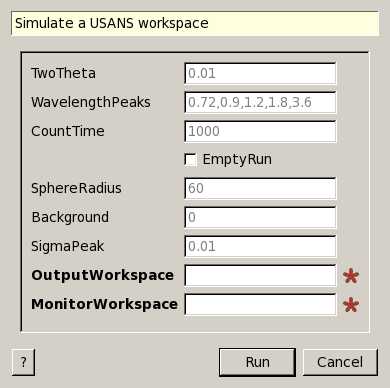 Simulate a USANS workspace
TwoTheta 0.01
WavelengthPeaks 0.72,0.9,1.2,1.8,3.6
CountTime 1000
EmptyRun
SphereRadius 60
Background 0
SigmaPeak 0.01
OutputWorkspace *
MonitorWorkspace *
? Run Cancel